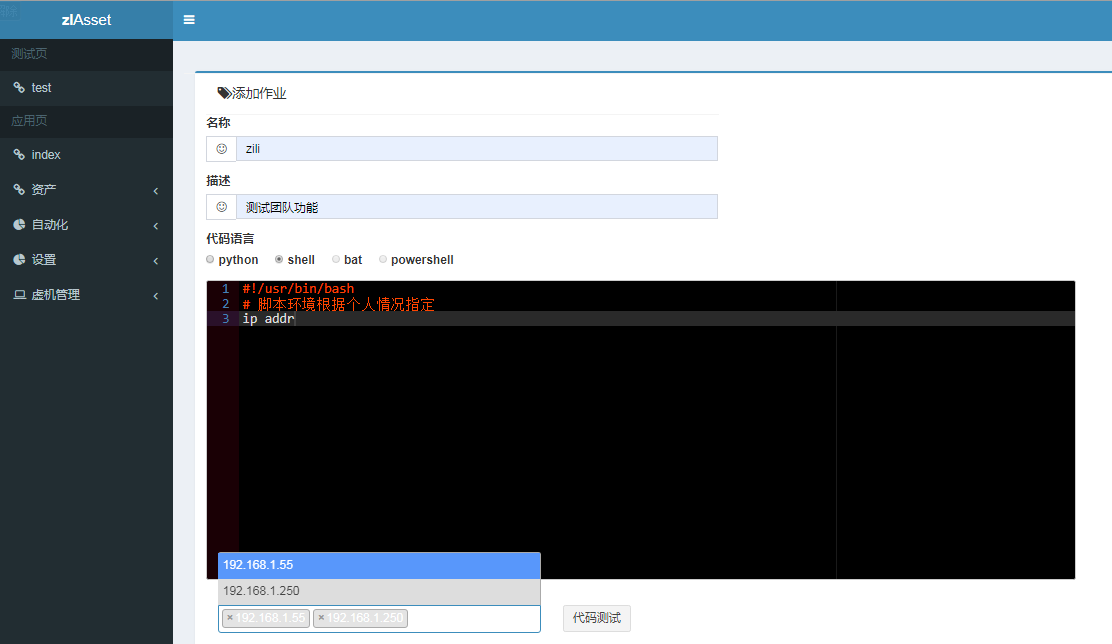 zlAsset
测试页
test
应用页
index
资产
自动化
设置
虚机管理
添加作业
名称
zili
描述
测试团队功能
代码语言
python shell bat powershell
1 #!/usr/bin/bash
2 # 脚本环境根据个人情况指定
3 ip addr
192.168.1.55
192.168.1.250
×192.168.1.55 ×192.168.1.250
代码测试